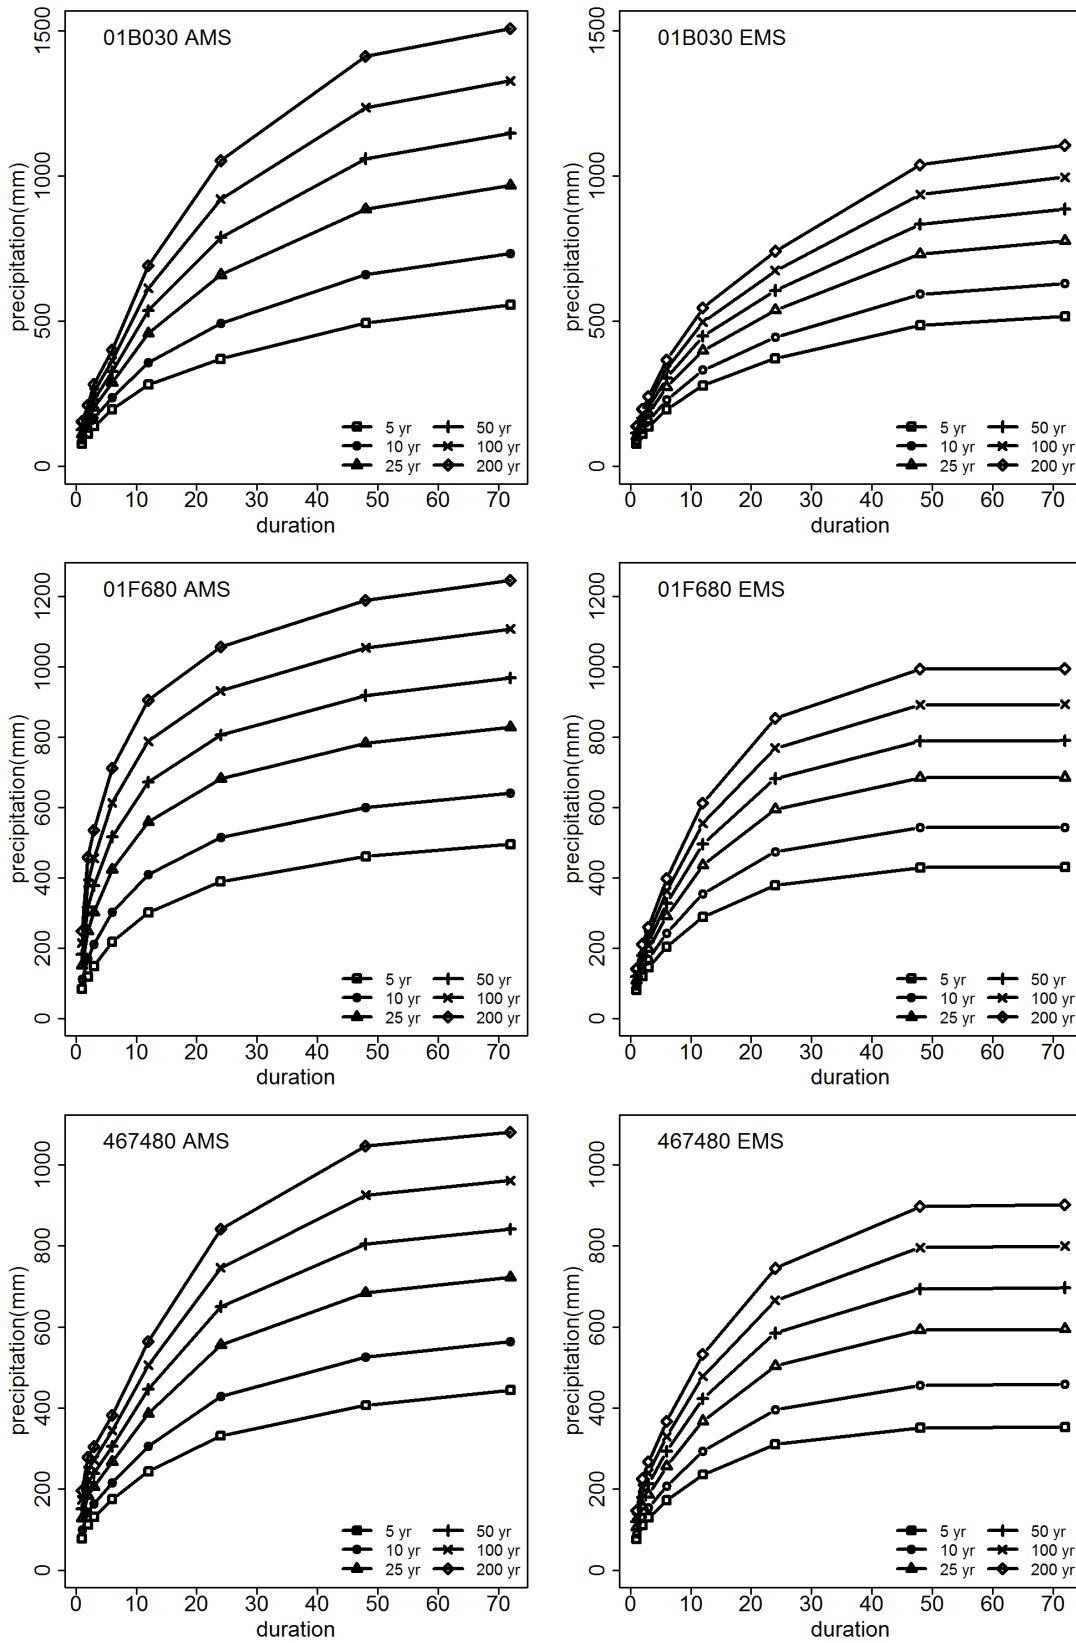 01B030 AMS
precipitation(mm)
1500
1000
500
0
5 yr 50 yr
10 yr 100 yr
25 yr 200 yr
0 10 20 30 40 50 60 70
duration
01B030 EMS
precipitation(mm)
1500
1000
500
0
5 yr 50 yr
10 yr 100 yr
25 yr 200 yr
0 10 20 30 40 50 60 70
duration
01F680 AMS
precipitation(mm)
1200
1000
800
600
400
200
0
5 yr 50 yr
10 yr 100 yr
25 yr 200 yr
0 10 20 30 40 50 60 70
duration
01F680 EMS
precipitation(mm)
1200
1000
800
600
400
200
0
5 yr 50 yr
10 yr 100 yr
25 yr 200 yr
0 10 20 30 40 50 60 70
duration
467480 AMS
precipitation(mm)
1000
800
600
400
200
0
5 yr 50 yr
10 yr 100 yr
25 yr 200 yr
0 10 20 30 40 50 60 70
duration
467480 EMS
precipitation(mm)
1000
800
600
400
200
0
5 yr 50 yr
10 yr 100 yr
25 yr 200 yr
0 10 20 30 40 50 60 70
duration